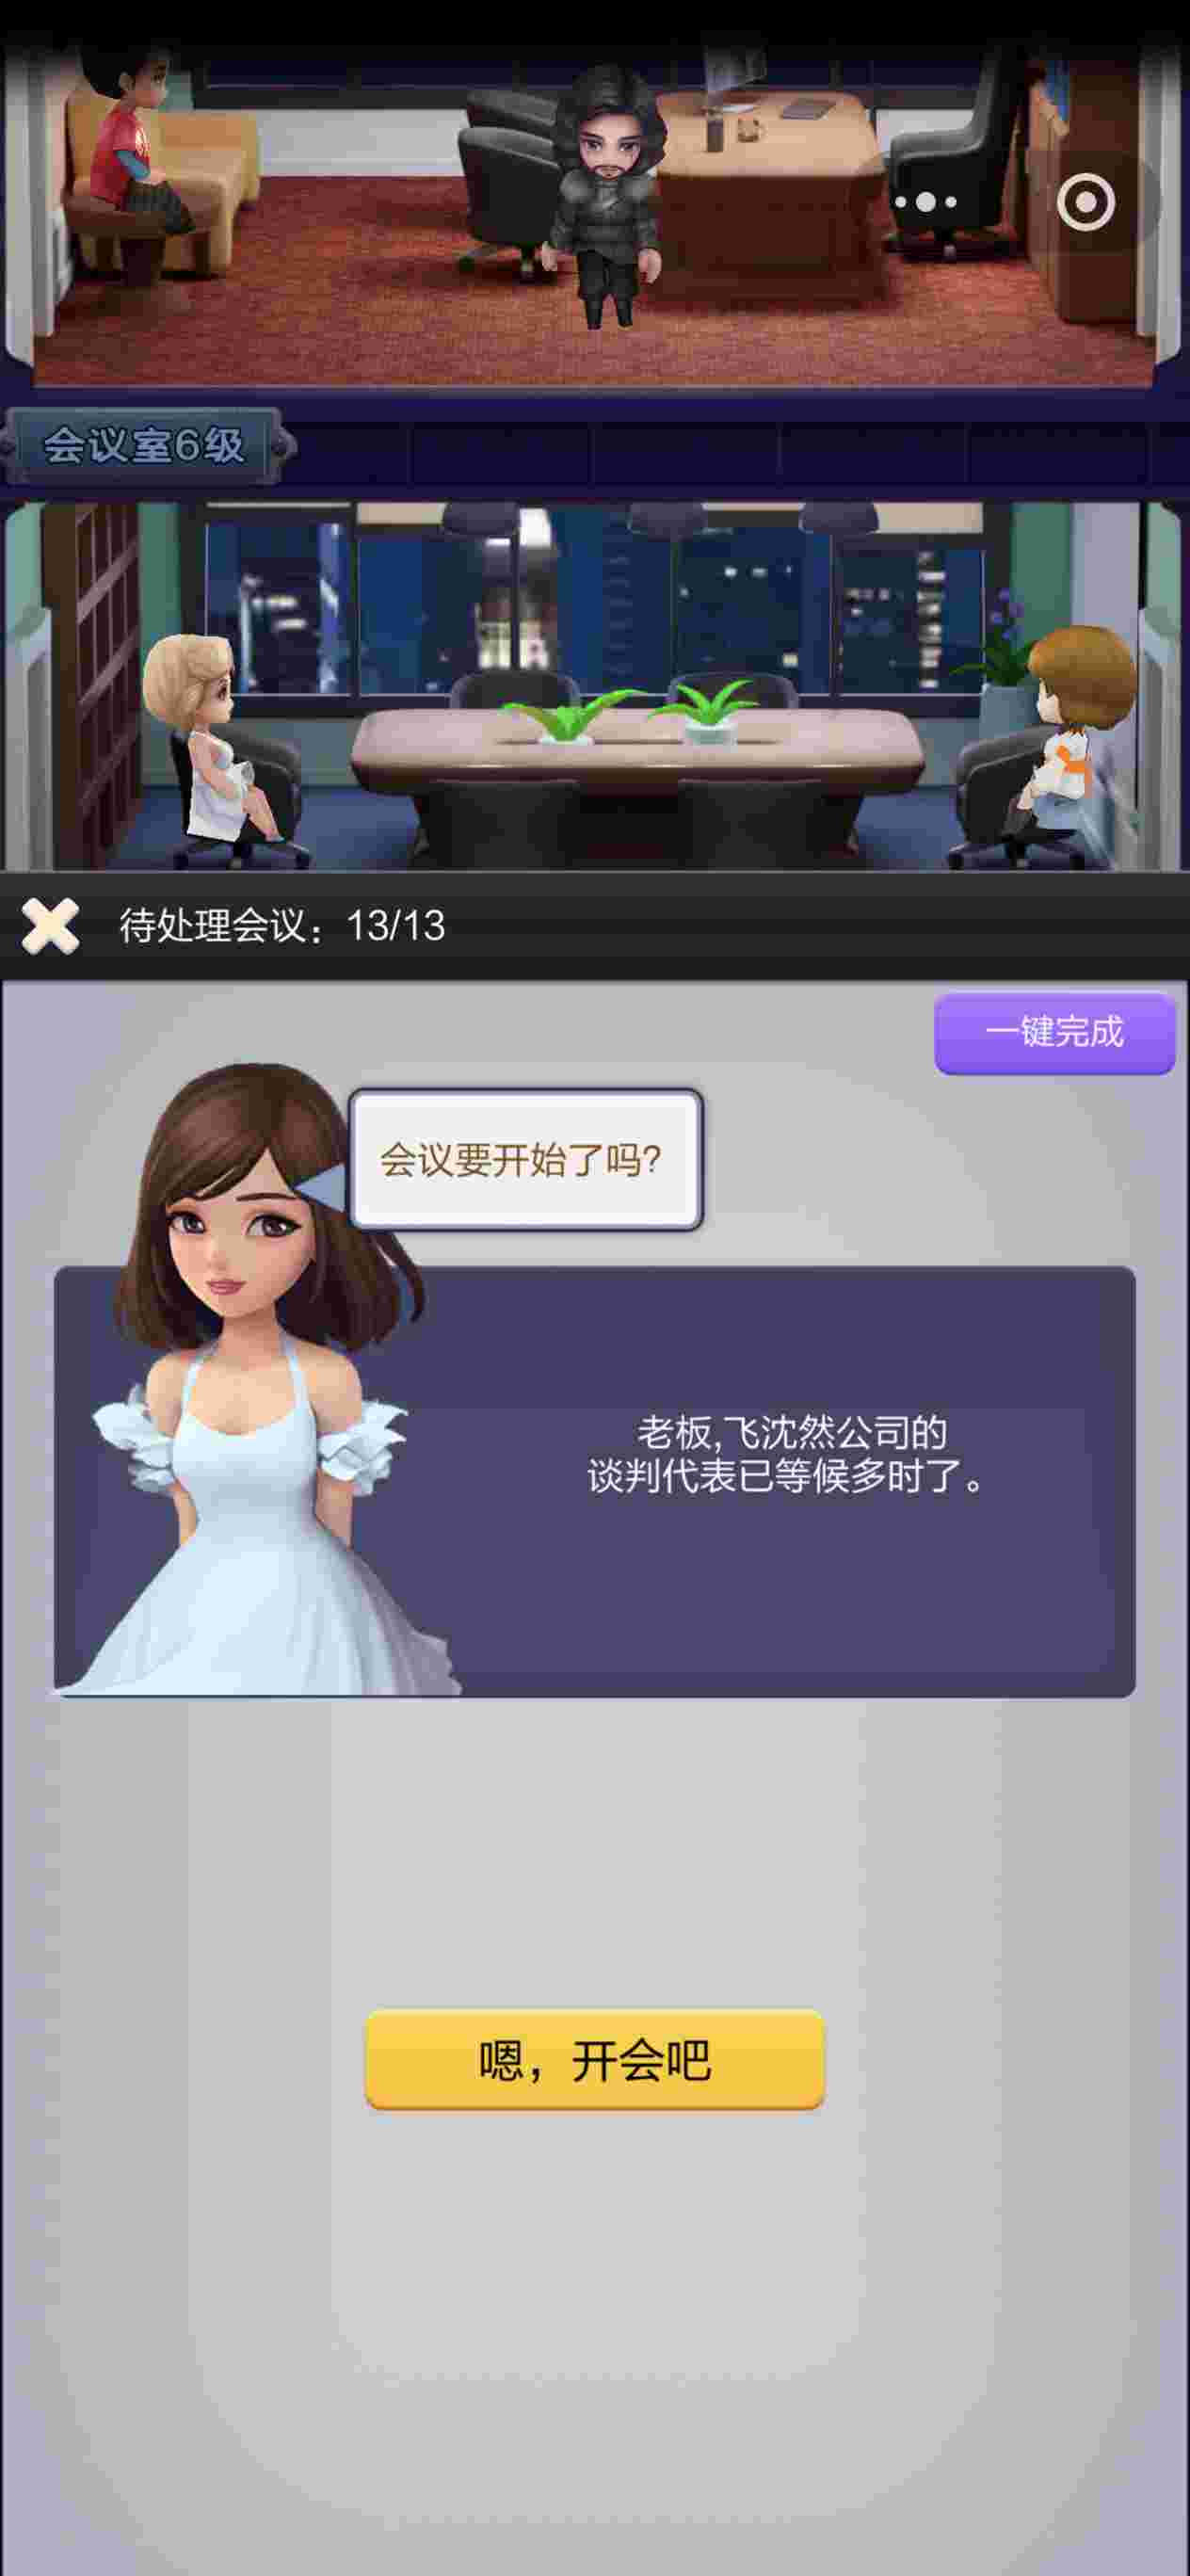 会议室6级
待处理会议：13/13
一键完成
会议要开始了吗?
老板,飞沈然公司的
谈判代表已等候多时了。
嗯，开会吧